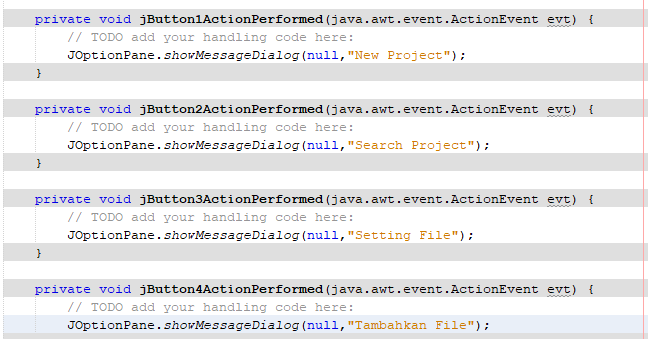 private void jButton1ActionPerformed(java.awt.event.ActionEvent evt) {
// TODO add your handling code here:
JOptionPane.showMessageDialog(null,"New Project");
}
private void jButton2ActionPerformed(java.awt.event.ActionEvent evt) {
// TODO add your handling code here:
JOptionPane.showMessageDialog(null,"Search Project");
}
private void jButton3ActionPerformed(java.awt.event.ActionEvent evt) {
// TODO add your handling code here:
JOptionPane.showMessageDialog(null,"Setting File");
}
private void jButton4ActionPerformed(java.awt.event.ActionEvent evt) {
// TODO add your handling code here:
JOptionPane.showMessageDialog(null,"Tambahkan File");